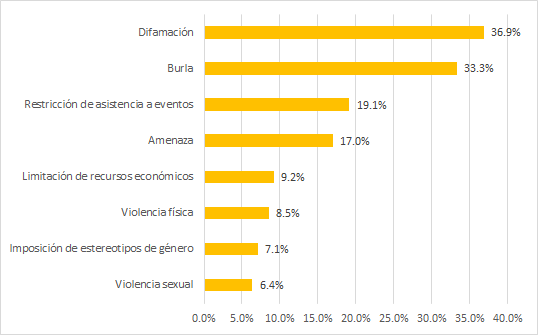 Difamación 36.9%
Burla 33.3%
Restricción de asistencia a eventos 19.1%
Amenaza 17.0%
Limitación de recursos económicos 9.2%
Violencia física 8.5%
Imposición de estereotipos de género 7.1%
Violencia sexual 6.4%
0.0% 5.0% 10.0% 15.0% 20.0% 25.0% 30.0% 35.0% 40.0%